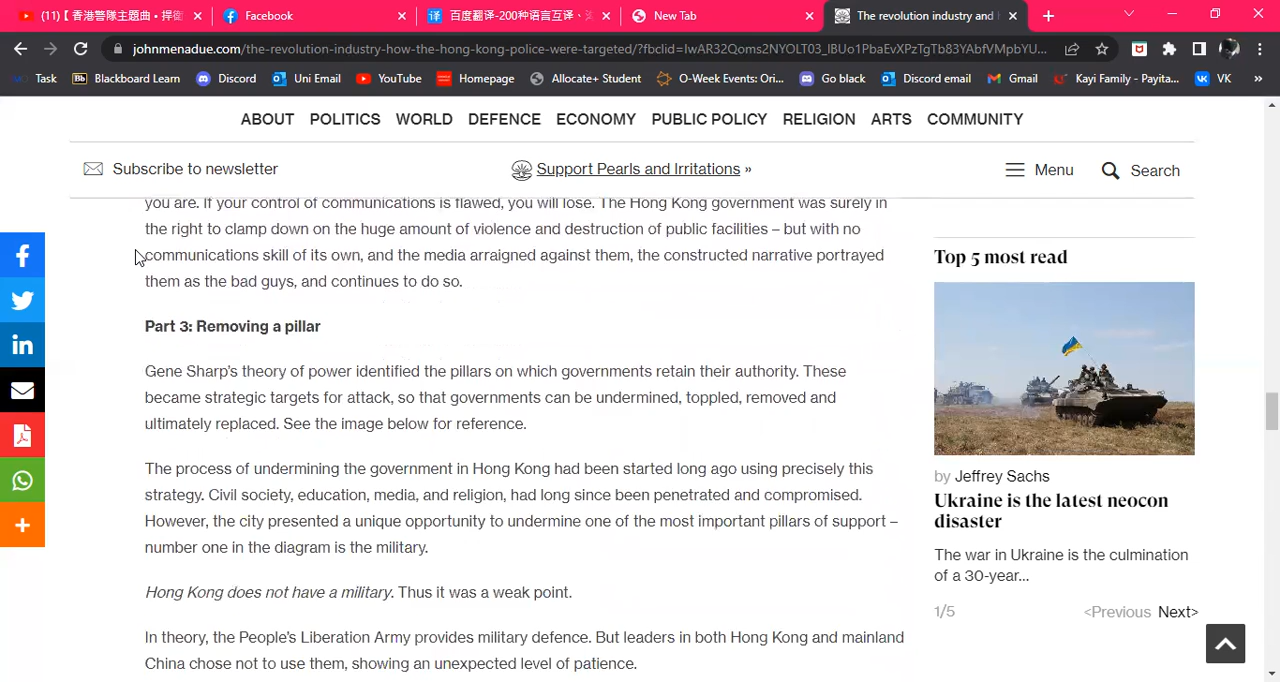 (11)【 香港警隊主題曲 • 捍衛
Facebook
百度翻译-200种语言互译、
New Tab
The revolution industry and
johnmenadue.com/the-revolution-industry-how-the-hong-kong-police-were-targeted/?fbclid=IwAR32Qoms2NYOLT03_IBUo1PbaEvXPzTgTb83YAbfVMpbYU...
Task
Blackboard Learn
Discord
Uni Email
YouTube
Homepage
Allocate+ Student
O-Week Events: Ori...
Go black
Discord email
Gmail
Kayi Family - Payita...
VK
»
ABOUT POLITICS WORLD DEFENCE ECONOMY PUBLIC POLICY RELIGION ARTS COMMUNITY
Subscribe to newsletter
Support Pearls and Irritations »
Menu
Search
you are. If your control of communications is flawed, you will lose. The Hong Kong government was surely in
the right to clamp down on the huge amount of violence and destruction of public facilities – but with no
communications skill of its own, and the media arraigned against them, the constructed narrative portrayed
them as the bad guys, and continues to do so.
Part 3: Removing a pillar
Gene Sharp's theory of power identified the pillars on which governments retain their authority. These
became strategic targets for attack, so that governments can be undermined, toppled, removed and
ultimately replaced. See the image below for reference.
The process of undermining the government in Hong Kong had been started long ago using precisely this
strategy. Civil society, education, media, and religion, had long since been penetrated and compromised.
However, the city presented a unique opportunity to undermine one of the most important pillars of support –
number one in the diagram is the military.
Hong Kong does not have a military. Thus it was a weak point.
In theory, the People's Liberation Army provides military defence. But leaders in both Hong Kong and mainland
China chose not to use them, showing an unexpected level of patience.
Top 5 most read
by Jeffrey Sachs
Ukraine is the latest neocon
disaster
The war in Ukraine is the culmination
of a 30-year...
1/5
<Previous Next>